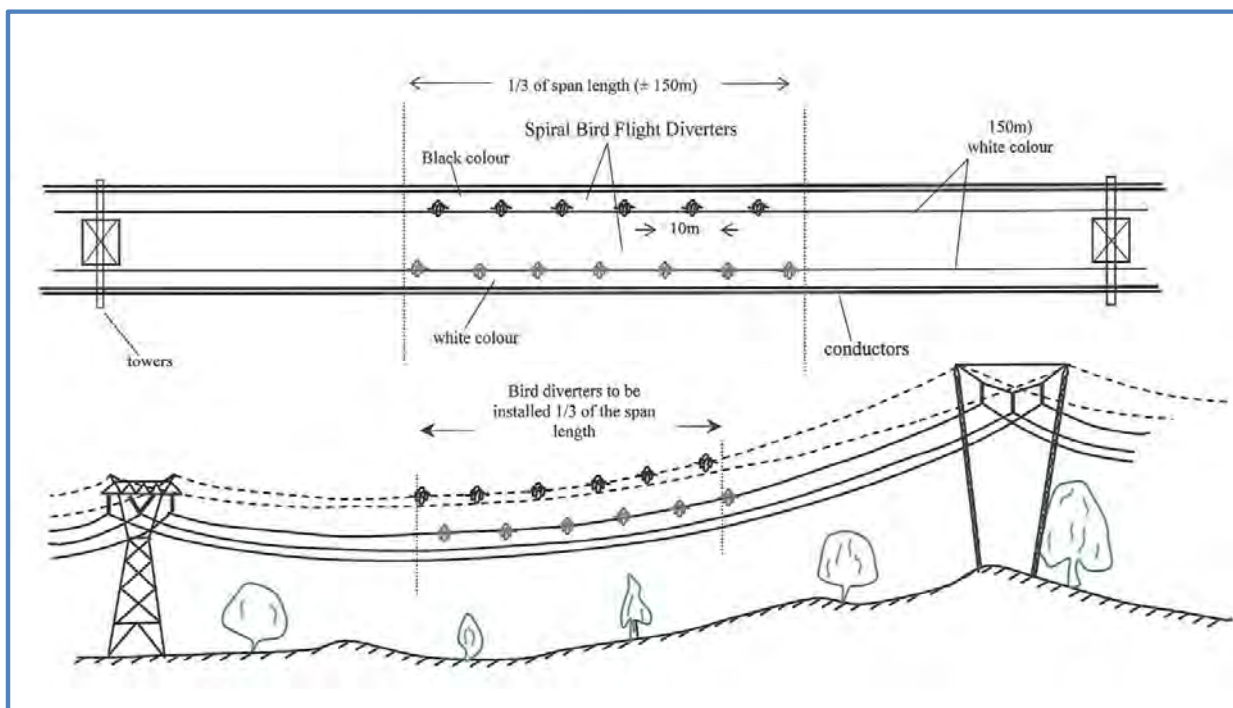 1/3 of span length (± 150m)
Spiral Bird Flight Diverters
150m)
white colour
Black colour
10m
towers
white colour
conductors
Bird diverters to be
installed 1/3 of the span
length